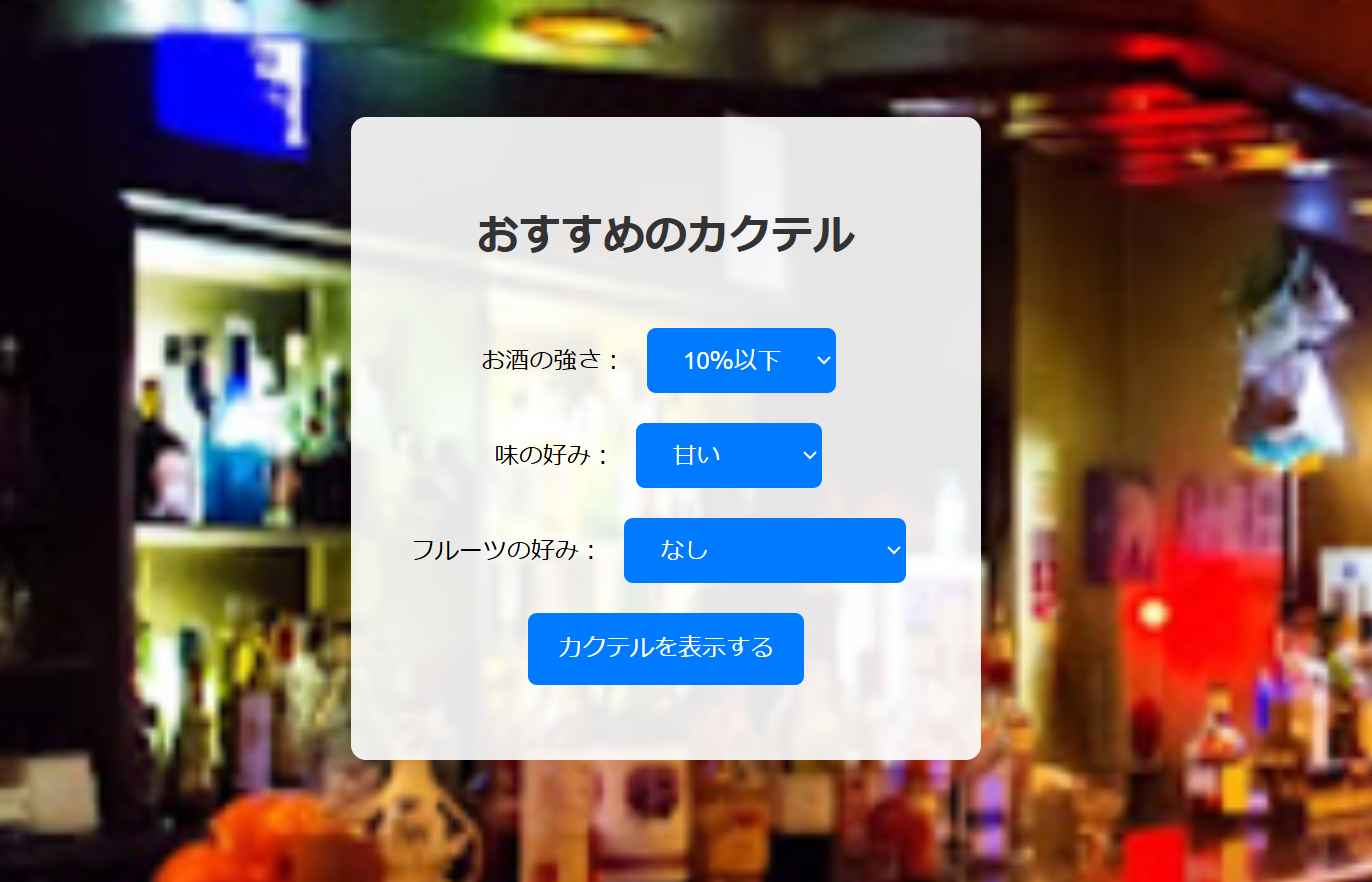 おすすめのカクテル
お酒の強さ： 10%以下
味の好み： 甘い
フルーツの好み： なし
カクテルを表示する